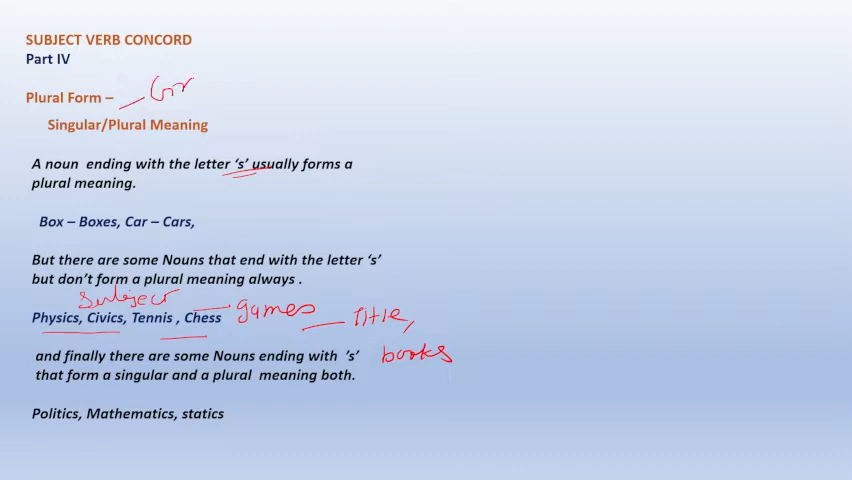 SUBJECT VERB CONCORD
Part IV
Plural Form –
Singular/Plural Meaning
A noun ending with the letter ‘s’ usually forms a
plural meaning.
Box – Boxes, Car – Cars,
But there are some Nouns that end with the letter ‘s’
but don’t form a plural meaning always .
Subject
Physics, Civics, Tennis , Chess games Title,
and finally there are some Nouns ending with ’s’ books
that form a singular and a plural meaning both.
Politics, Mathematics, statics